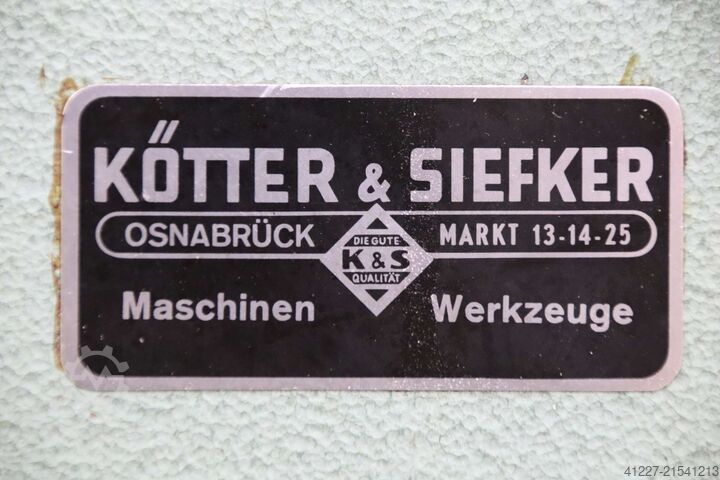 KÖTTER & SIEFKER
OSNABRÜCK
DIE GUTE
K & S
QUALITÄT
MARKT 13-14-25
Maschinen
Werkzeuge
41227-21541213